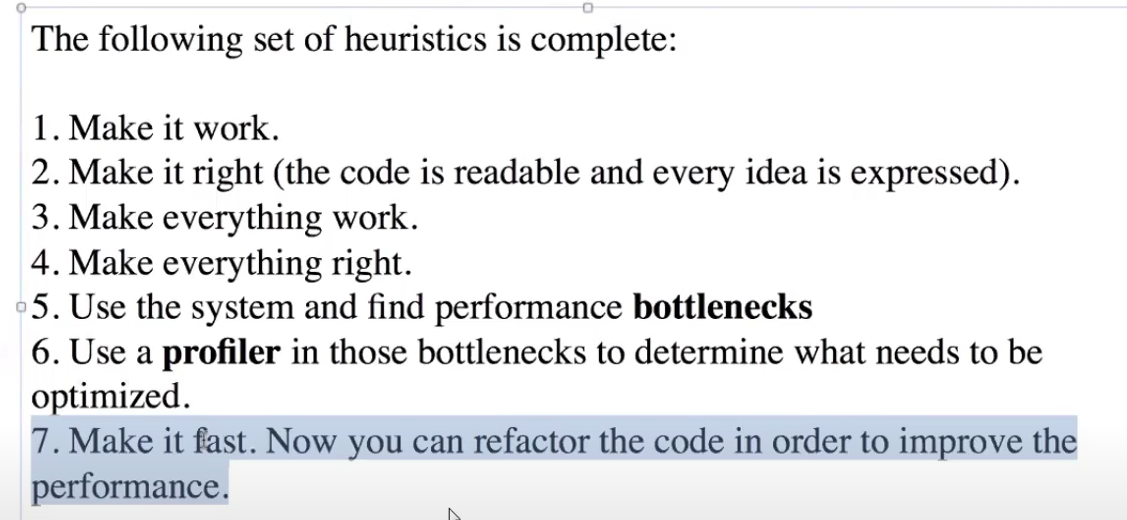 The following set of heuristics is complete:
1. Make it work.
2. Make it right (the code is readable and every idea is expressed).
3. Make everything work.
4. Make everything right.
5. Use the system and find performance bottlenecks
6. Use a profiler in those bottlenecks to determine what needs to be
optimized.
7. Make it fast. Now you can refactor the code in order to improve the
performance.